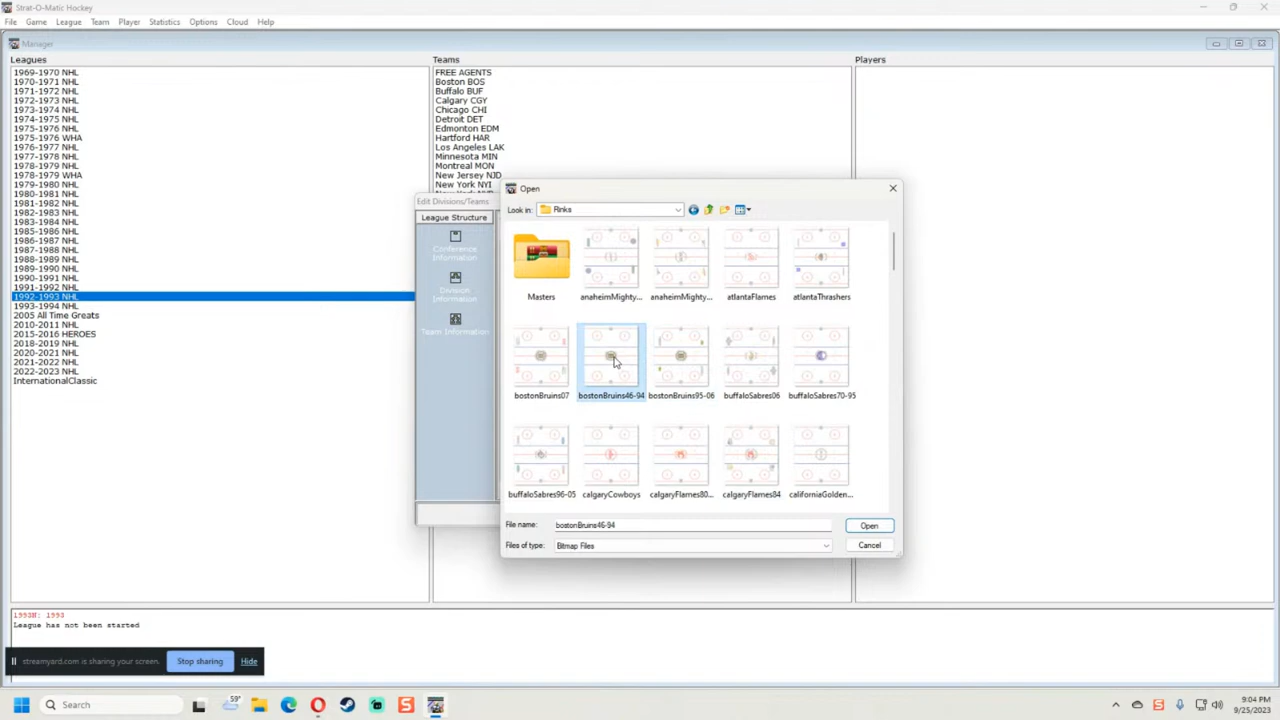 Strat-O-Matic Hockey
File Game League Team Player Statistics Options Cloud Help
Manager
Leagues
1969-1970 NHL
1970-1971 NHL
1971-1972 NHL
1972-1973 NHL
1973-1974 NHL
1974-1975 NHL
1975-1976 NHL
1975-1976 WHA
1976-1977 NHL
1977-1978 NHL
1978-1979 NHL
1978-1979 WHA
1979-1980 NHL
1980-1981 NHL
1981-1982 NHL
1982-1983 NHL
1983-1984 NHL
1984-1985 NHL
1985-1986 NHL
1986-1987 NHL
1987-1988 NHL
1988-1989 NHL
1989-1990 NHL
1990-1991 NHL
1991-1992 NHL
1992-1993 NHL
1993-1994 NHL
2005 All Time Greats
2010-2011 NHL
2015-2016 HEROES
2018-2019 NHL
2020-2021 NHL
2021-2022 NHL
2022-2023 NHL
InternationalClassic
Teams
FREE AGENTS
Boston BOS
Buffalo BUF
Calgary CGY
Chicago CHI
Detroit DET
Edmonton EDM
Hartford HAR
Los Angeles LAK
Minnesota MIN
Montreal MON
New Jersey NJD
New York NYI
Players
Edit Divisions/Teams
League Structure
Conference
Information
Division
Information
Team Information
Open
Look in: Rinks
Masters anaheimMighty... anaheimMighty... atlantaFlames atlantaThrashers
bostonBruins07 bostonBruins46-94 bostonBruins95-06 buffaloSabres06 buffaloSabres70-95
buffaloSabres96-05 calgaryCowboys calgaryFlames80... calgaryFlames84 californiaGolden...
File name: bostonBruins46-94 Open
Files of type: Bitmap Files Cancel
1993H: 1993
League has not been started
streamyard.com is sharing your screen. Stop sharing Hide
59°
Search
9:04 PM
9/25/2023